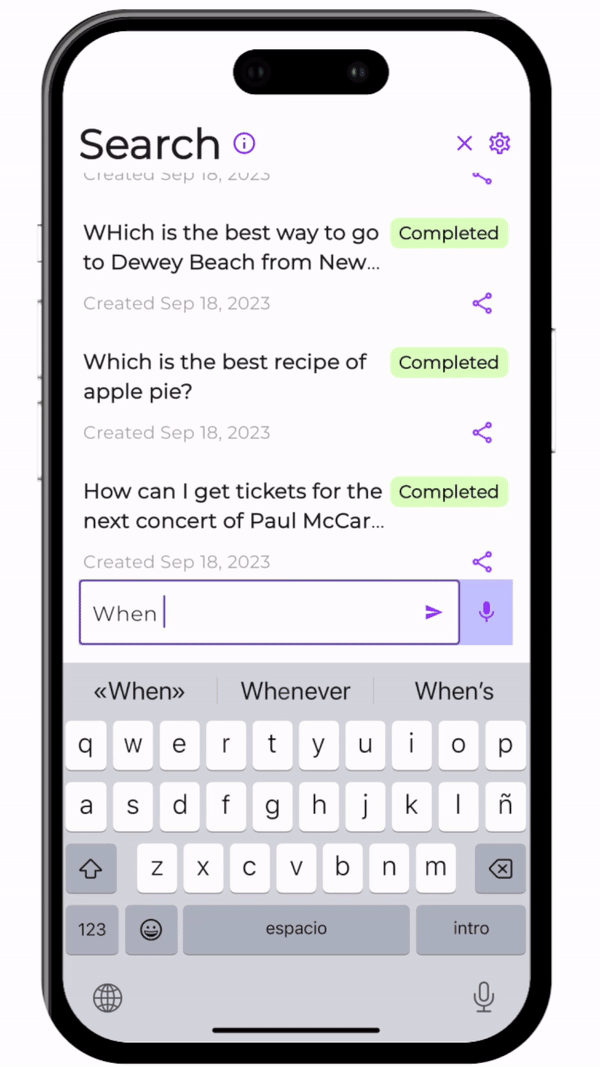 Search
Created Sep 18, 2023
WHich is the best way to go
to Dewey Beach from New...
Completed
Created Sep 18, 2023
Which is the best recipe of
apple pie?
Completed
Created Sep 18, 2023
How can I get tickets for the
next concert of Paul McCar...
Completed
Created Sep 18, 2023
When
«When» Whenever When's
q w e r t y u i o p
a s d f g h j k l ñ
z x c v b n m
123 espacio intro